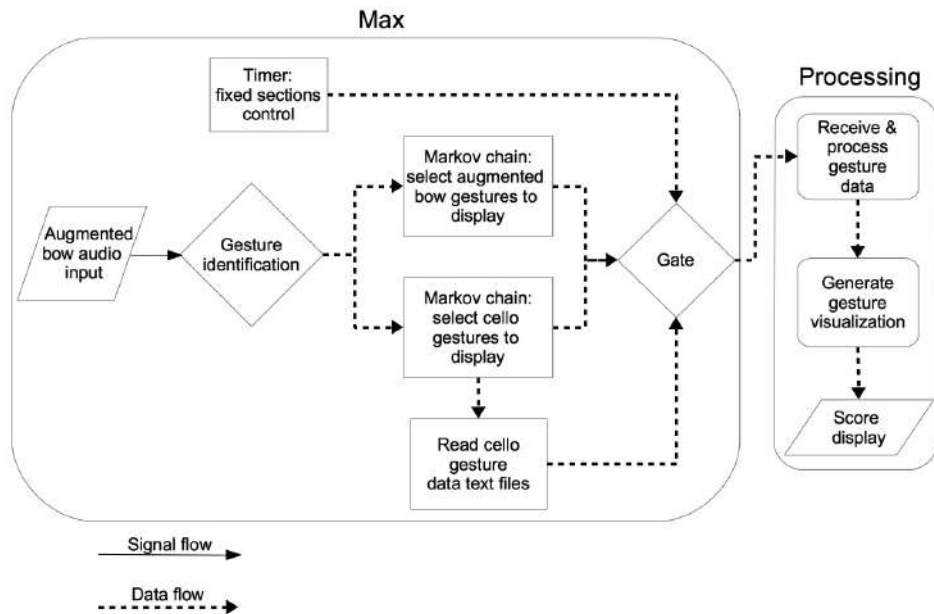 Max
Processing
Timer:
fixed sections
control
Receive &
process
gesture
data
Markov chain:
select augmented
bow gestures to
display
Augmented
bow audio
input
Gesture
identification
Gate
Generate
gesture
visualization
Markov chain:
select cello
gestures to
display
Read cello
gesture
data text files
Score
display
Signal flow
Data flow